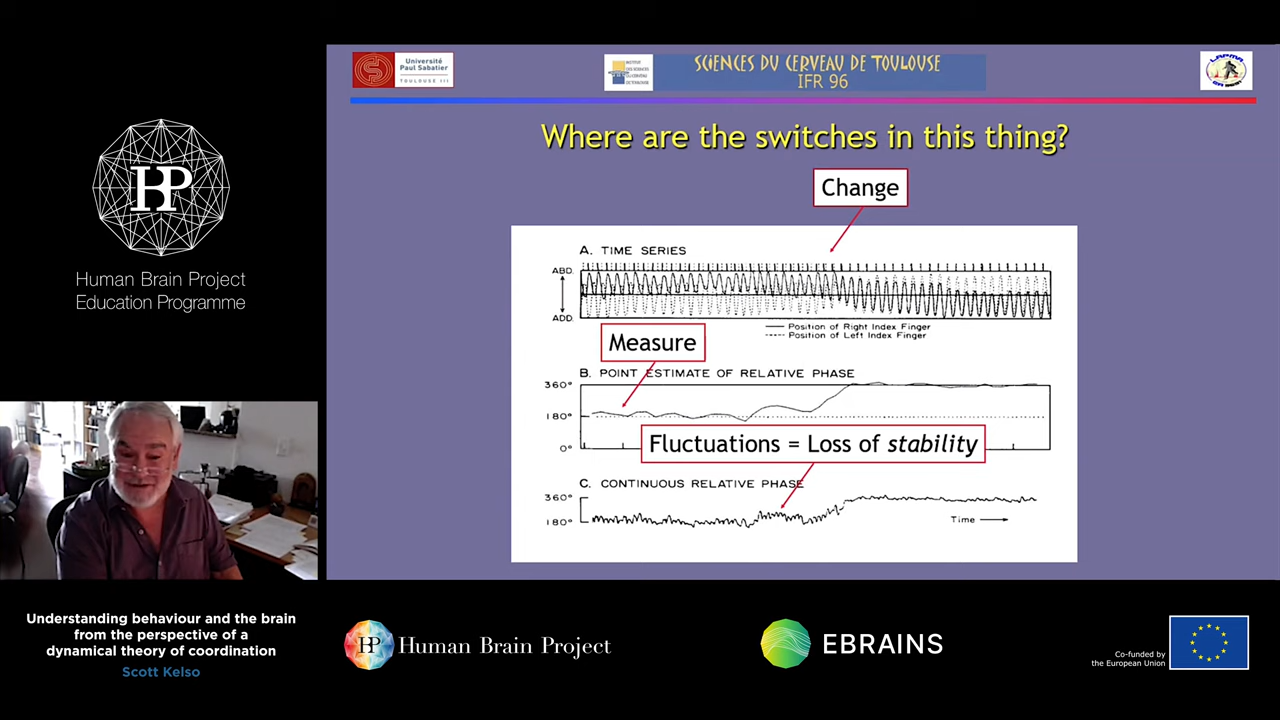 Université
Paul Sabatier
TOULOUSE III
SCIENCES DU CERVEAU DE TOULOUSE
IFR 96
Where are the switches in this thing?
Change
A. TIME SERIES
ABD.
ADD.
Position of Right Index Finger
Position of Left Index Finger
Measure
B. POINT ESTIMATE OF RELATIVE PHASE
360°
180°
0°
Fluctuations = Loss of stability
C. CONTINUOUS RELATIVE PHASE
360°
180°
Time
HBP
Human Brain Project
Education Programme
Understanding behaviour and the brain
from the perspective of a
dynamical theory of coordination
Scott Kelso
HBP
Human Brain Project
EBRAINS
Co-funded by
the European Union